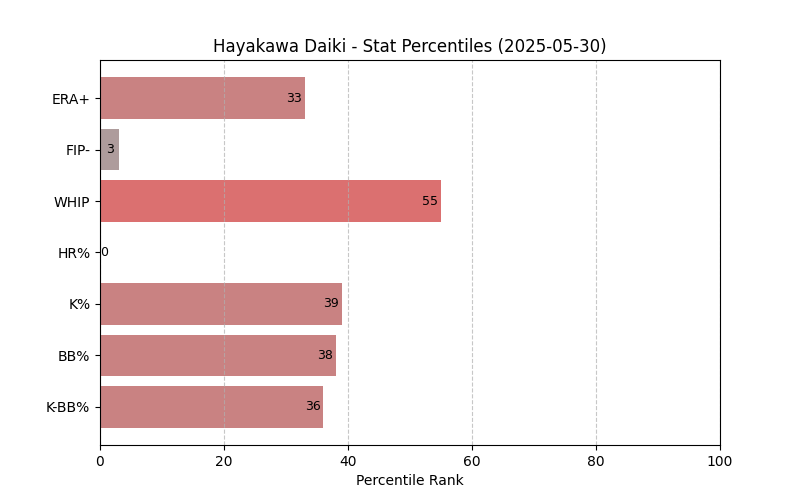 Hayakawa Daiki - Stat Percentiles (2025-05-30)
ERA+ 33
FIP- 3
WHIP 55
HR% 0
K% 39
BB% 38
K-BB% 36
0 20 40 60 80 100
Percentile Rank